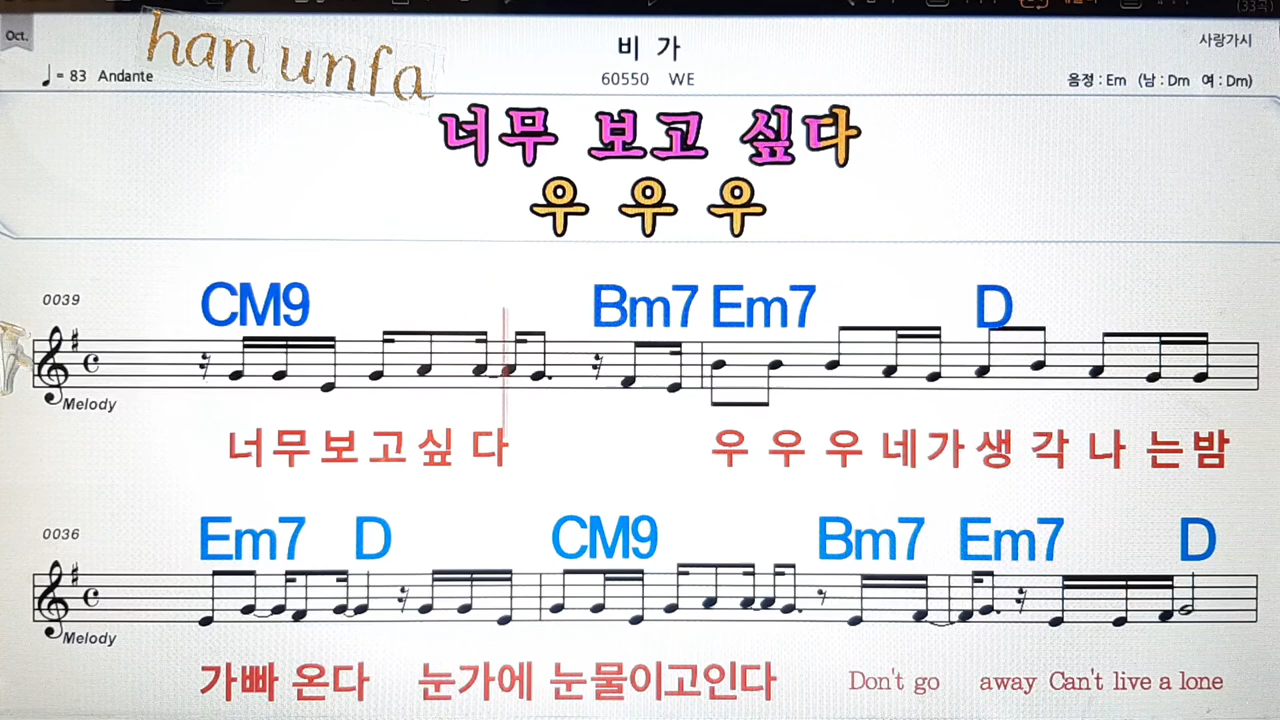 (33곡)
Oct.
han unfa
비 가
사랑가시
= 83 Andante
60550 WE
음정 : Em (남 : Dm 여 : Dm)
너무 보고 싶다
우 우 우
0039
CM9 Bm7 Em7 D
Melody
너무보고싶 다 우 우 우 네가생 각 나 는밤
0036
Em7 D CM9 Bm7 Em7 D
Melody
가빠 온다 눈가에 눈물이고인다 Don't go away Can't live a lone